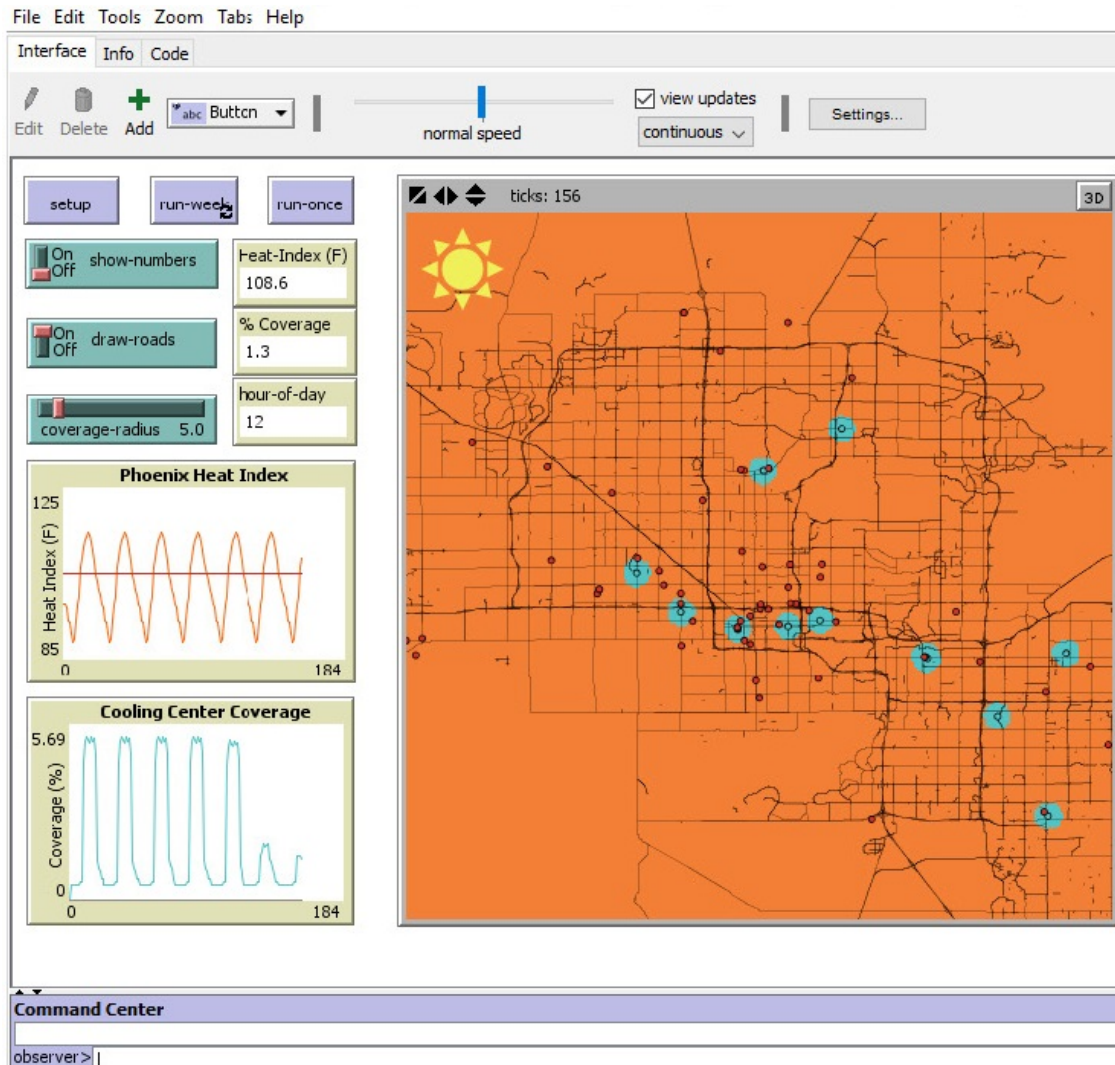 File Edit Tools Zoom Tabs Help
Interface Info Code
Edit Delete Add abc Button normal speed view updates continuous Settings...
setup run-week run-once
ticks: 156 3D
On Off show-numbers
Heat-Index (F)
108.6
On Off draw-roads
% Coverage
1.3
coverage-radius 5.0
hour-of-day
12
Phoenix Heat Index
125
Heat Index (F)
85
0 184
Cooling Center Coverage
5.69
Coverage (%)
0
0 184
Command Center
observer>